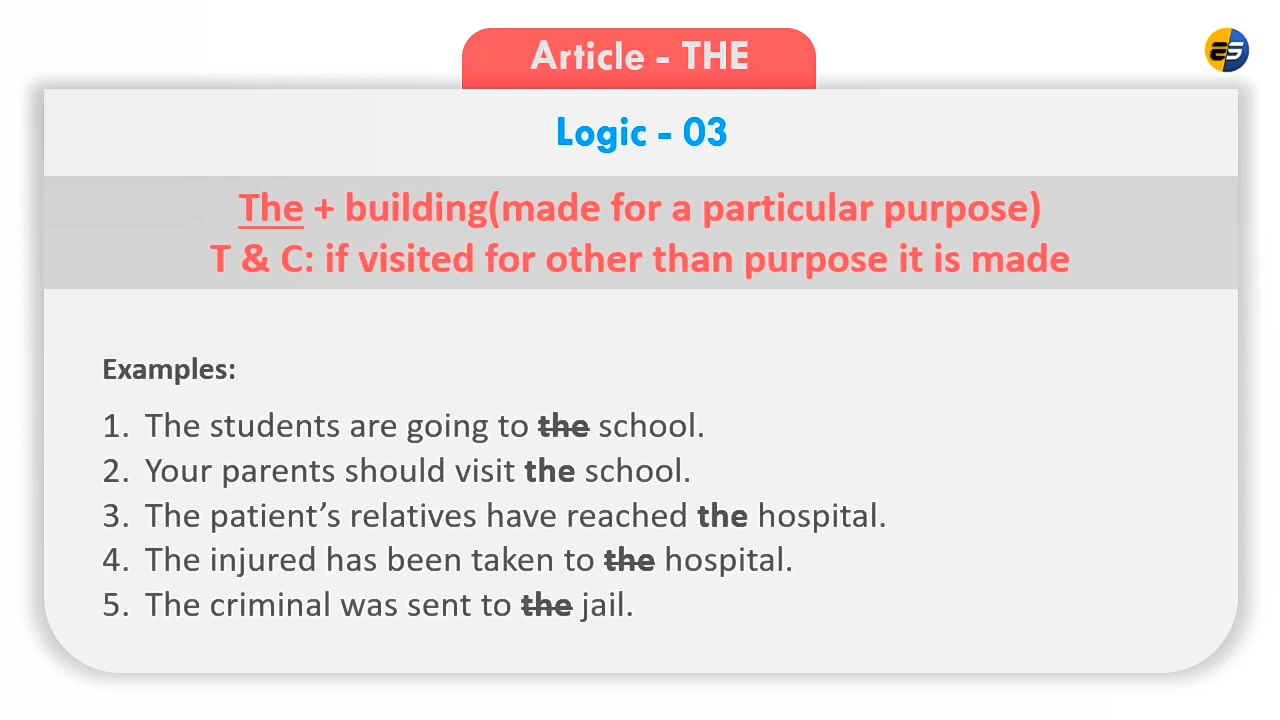 Article - THE
ES
Logic - 03
The + building(made for a particular purpose)
T & C: if visited for other than purpose it is made
Examples:
1. The students are going to the school.
2. Your parents should visit the school.
3. The patient’s relatives have reached the hospital.
4. The injured has been taken to the hospital.
5. The criminal was sent to the jail.